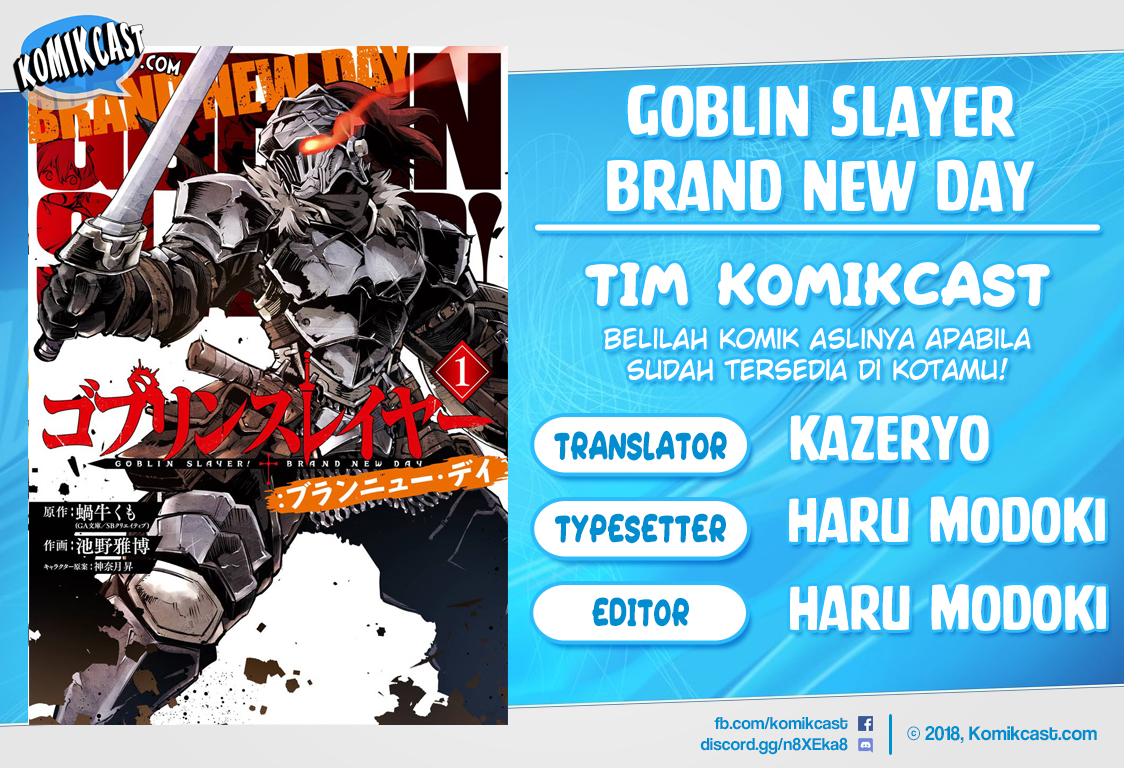 KOMIKCAST.COM
BRAND NEW DAY
ゴブリンスレイヤー
1
GOBLIN SLAYER! BRAND NEW DAY
:ブランニュー・デイ
原作:蝸牛くも
(GA文庫/SBクリエイティブ)
作画:池野雅博
キャラクター原案:神奈月昇
GOBLIN SLAYER
BRAND NEW DAY
TIM KOMIKCAST
BELILAH KOMIK ASLINYA APABILA
SUDAH TERSEDIA DI KOTAMU!
TRANSLATOR KAZERYO
TYPESETTER HARU MODOKI
EDITOR HARU MODOKI
fb.com/komikcast
discord.gg/n8XEka8
© 2018, Komikcast.com